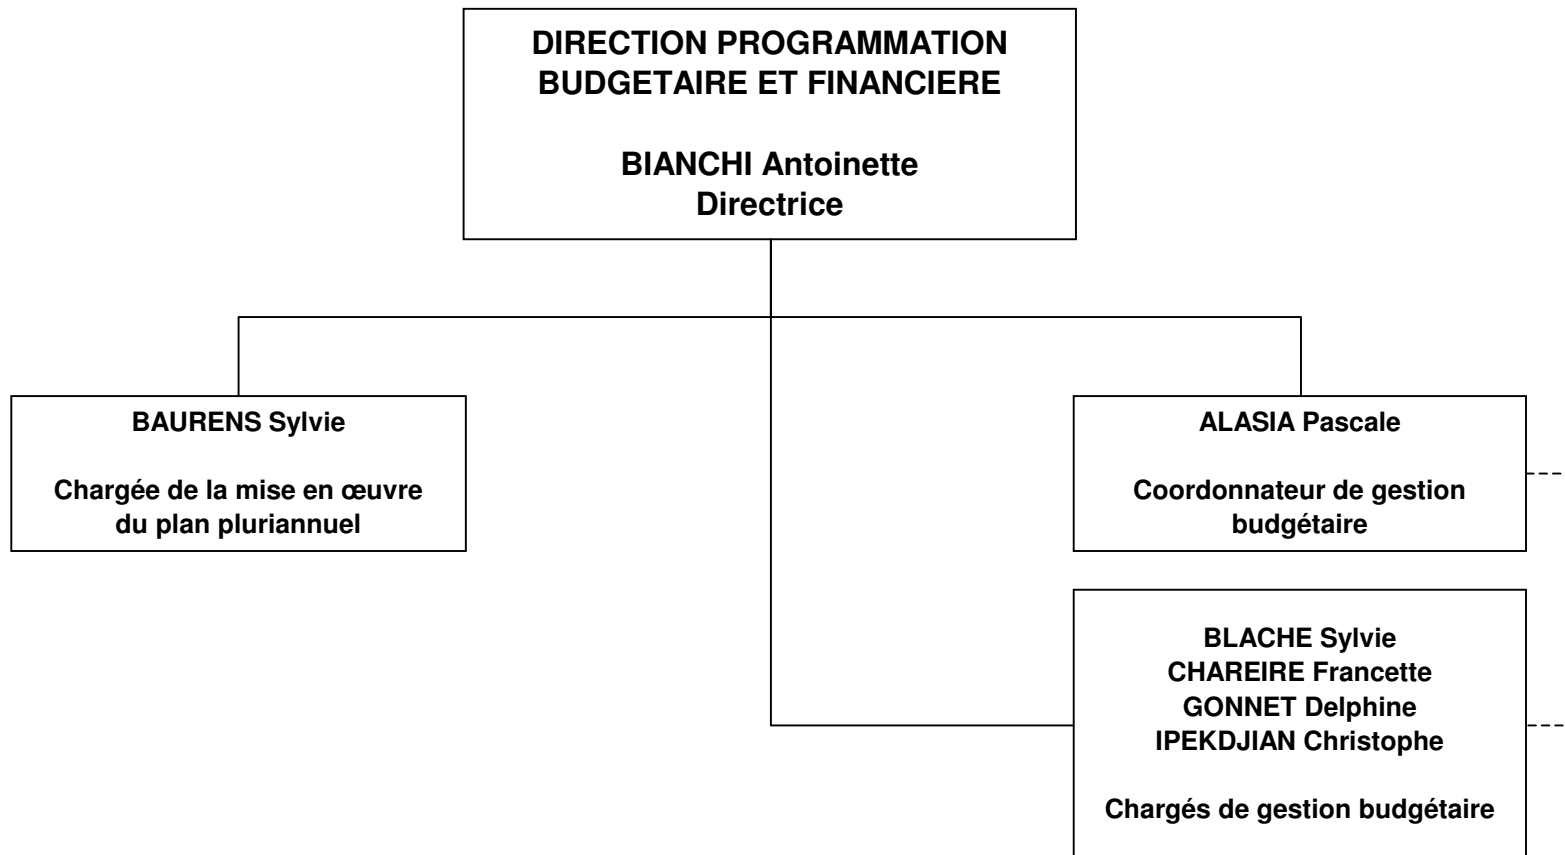 DIRECTION PROGRAMMATION
BUDGETAIRE ET FINANCIERE
BIANCHI Antoinette
Directrice
BAURENS Sylvie
Chargée de la mise en œuvre
du plan pluriannuel
ALASIA Pascale
Coordonnateur de gestion
budgétaire
BLACHE Sylvie
CHAREIRE Francette
GONNET Delphine
IPEKDJIAN Christophe
Chargés de gestion budgétaire